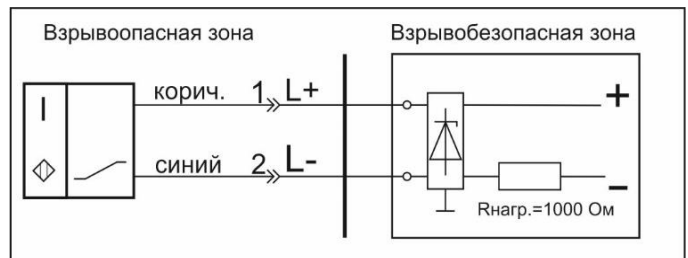 Взрывоопасная зона
Взрывобезопасная зона
I
корич. 1 L+
+
синий 2 L-
–
Rнагр.=1000 Ом